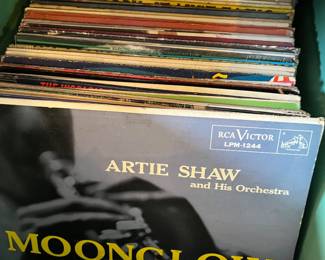 RCA VICTOR
LPM-1244
ARTIE SHAW
and His Orchestra
MOONGLOW